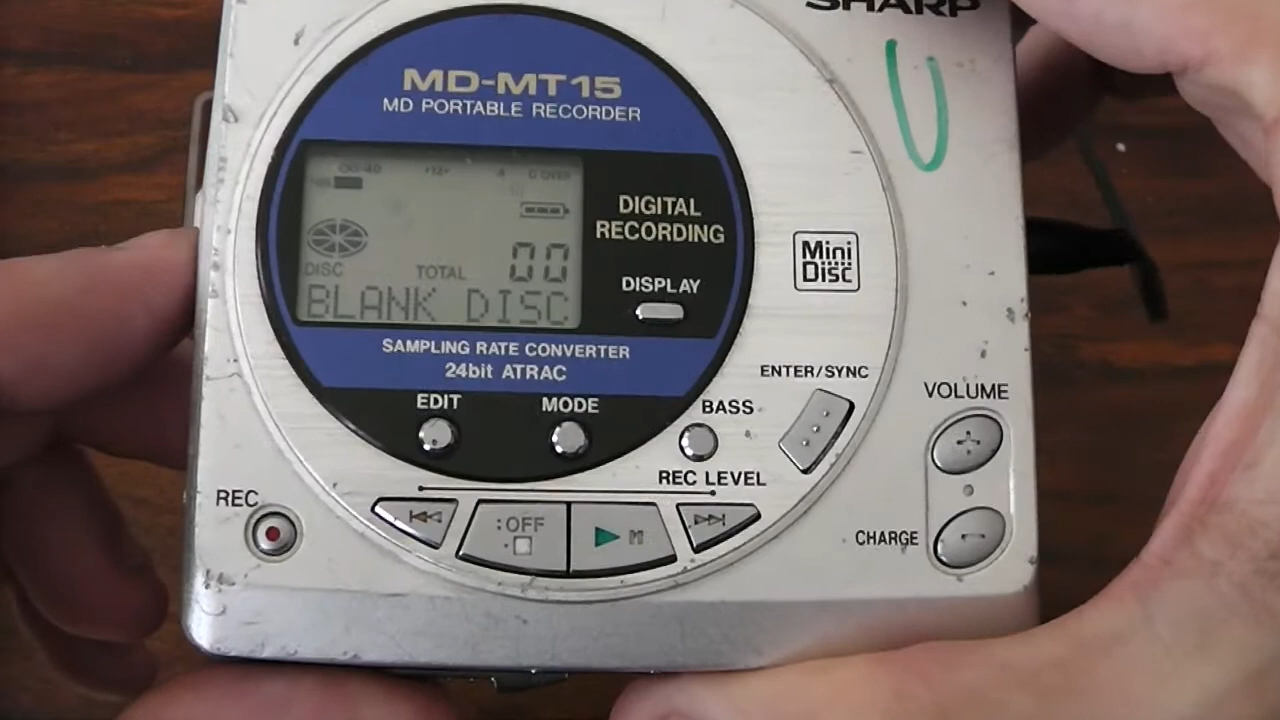 SHARP
U
MD-MT15
MD PORTABLE RECORDER
DIGITAL
RECORDING
DISC TOTAL 00
BLANK DISC
DISPLAY
Mini
Disc
SAMPLING RATE CONVERTER
24bit ATRAC
EDIT MODE
BASS
ENTER/SYNC
REC LEVEL
VOLUME
+
-
CHARGE
REC
:OFF